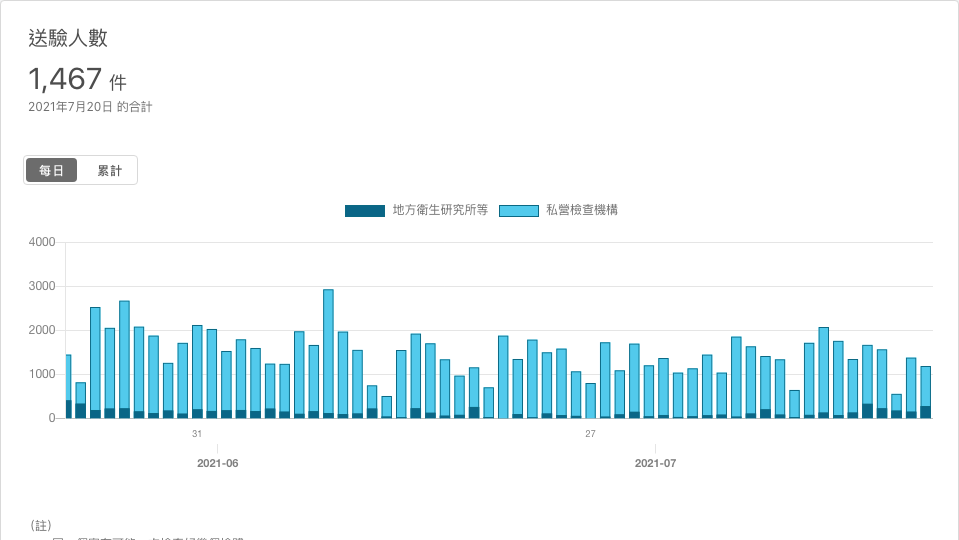 送驗人數
1,467 件
2021年7月20日 的合計
每日 累計
地方衛生研究所等 私營檢查機構
4000
3000
2000
1000
0
31 27
2021-06 2021-07
(註)